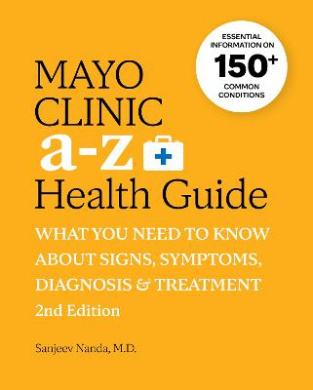 ESSENTIAL
INFORMATION ON
150+
COMMON
CONDITIONS
MAYO
CLINIC
a-z
Health Guide
WHAT YOU NEED TO KNOW
ABOUT SIGNS, SYMPTOMS,
DIAGNOSIS & TREATMENT
2nd Edition
Sanjeev Nanda, M.D.